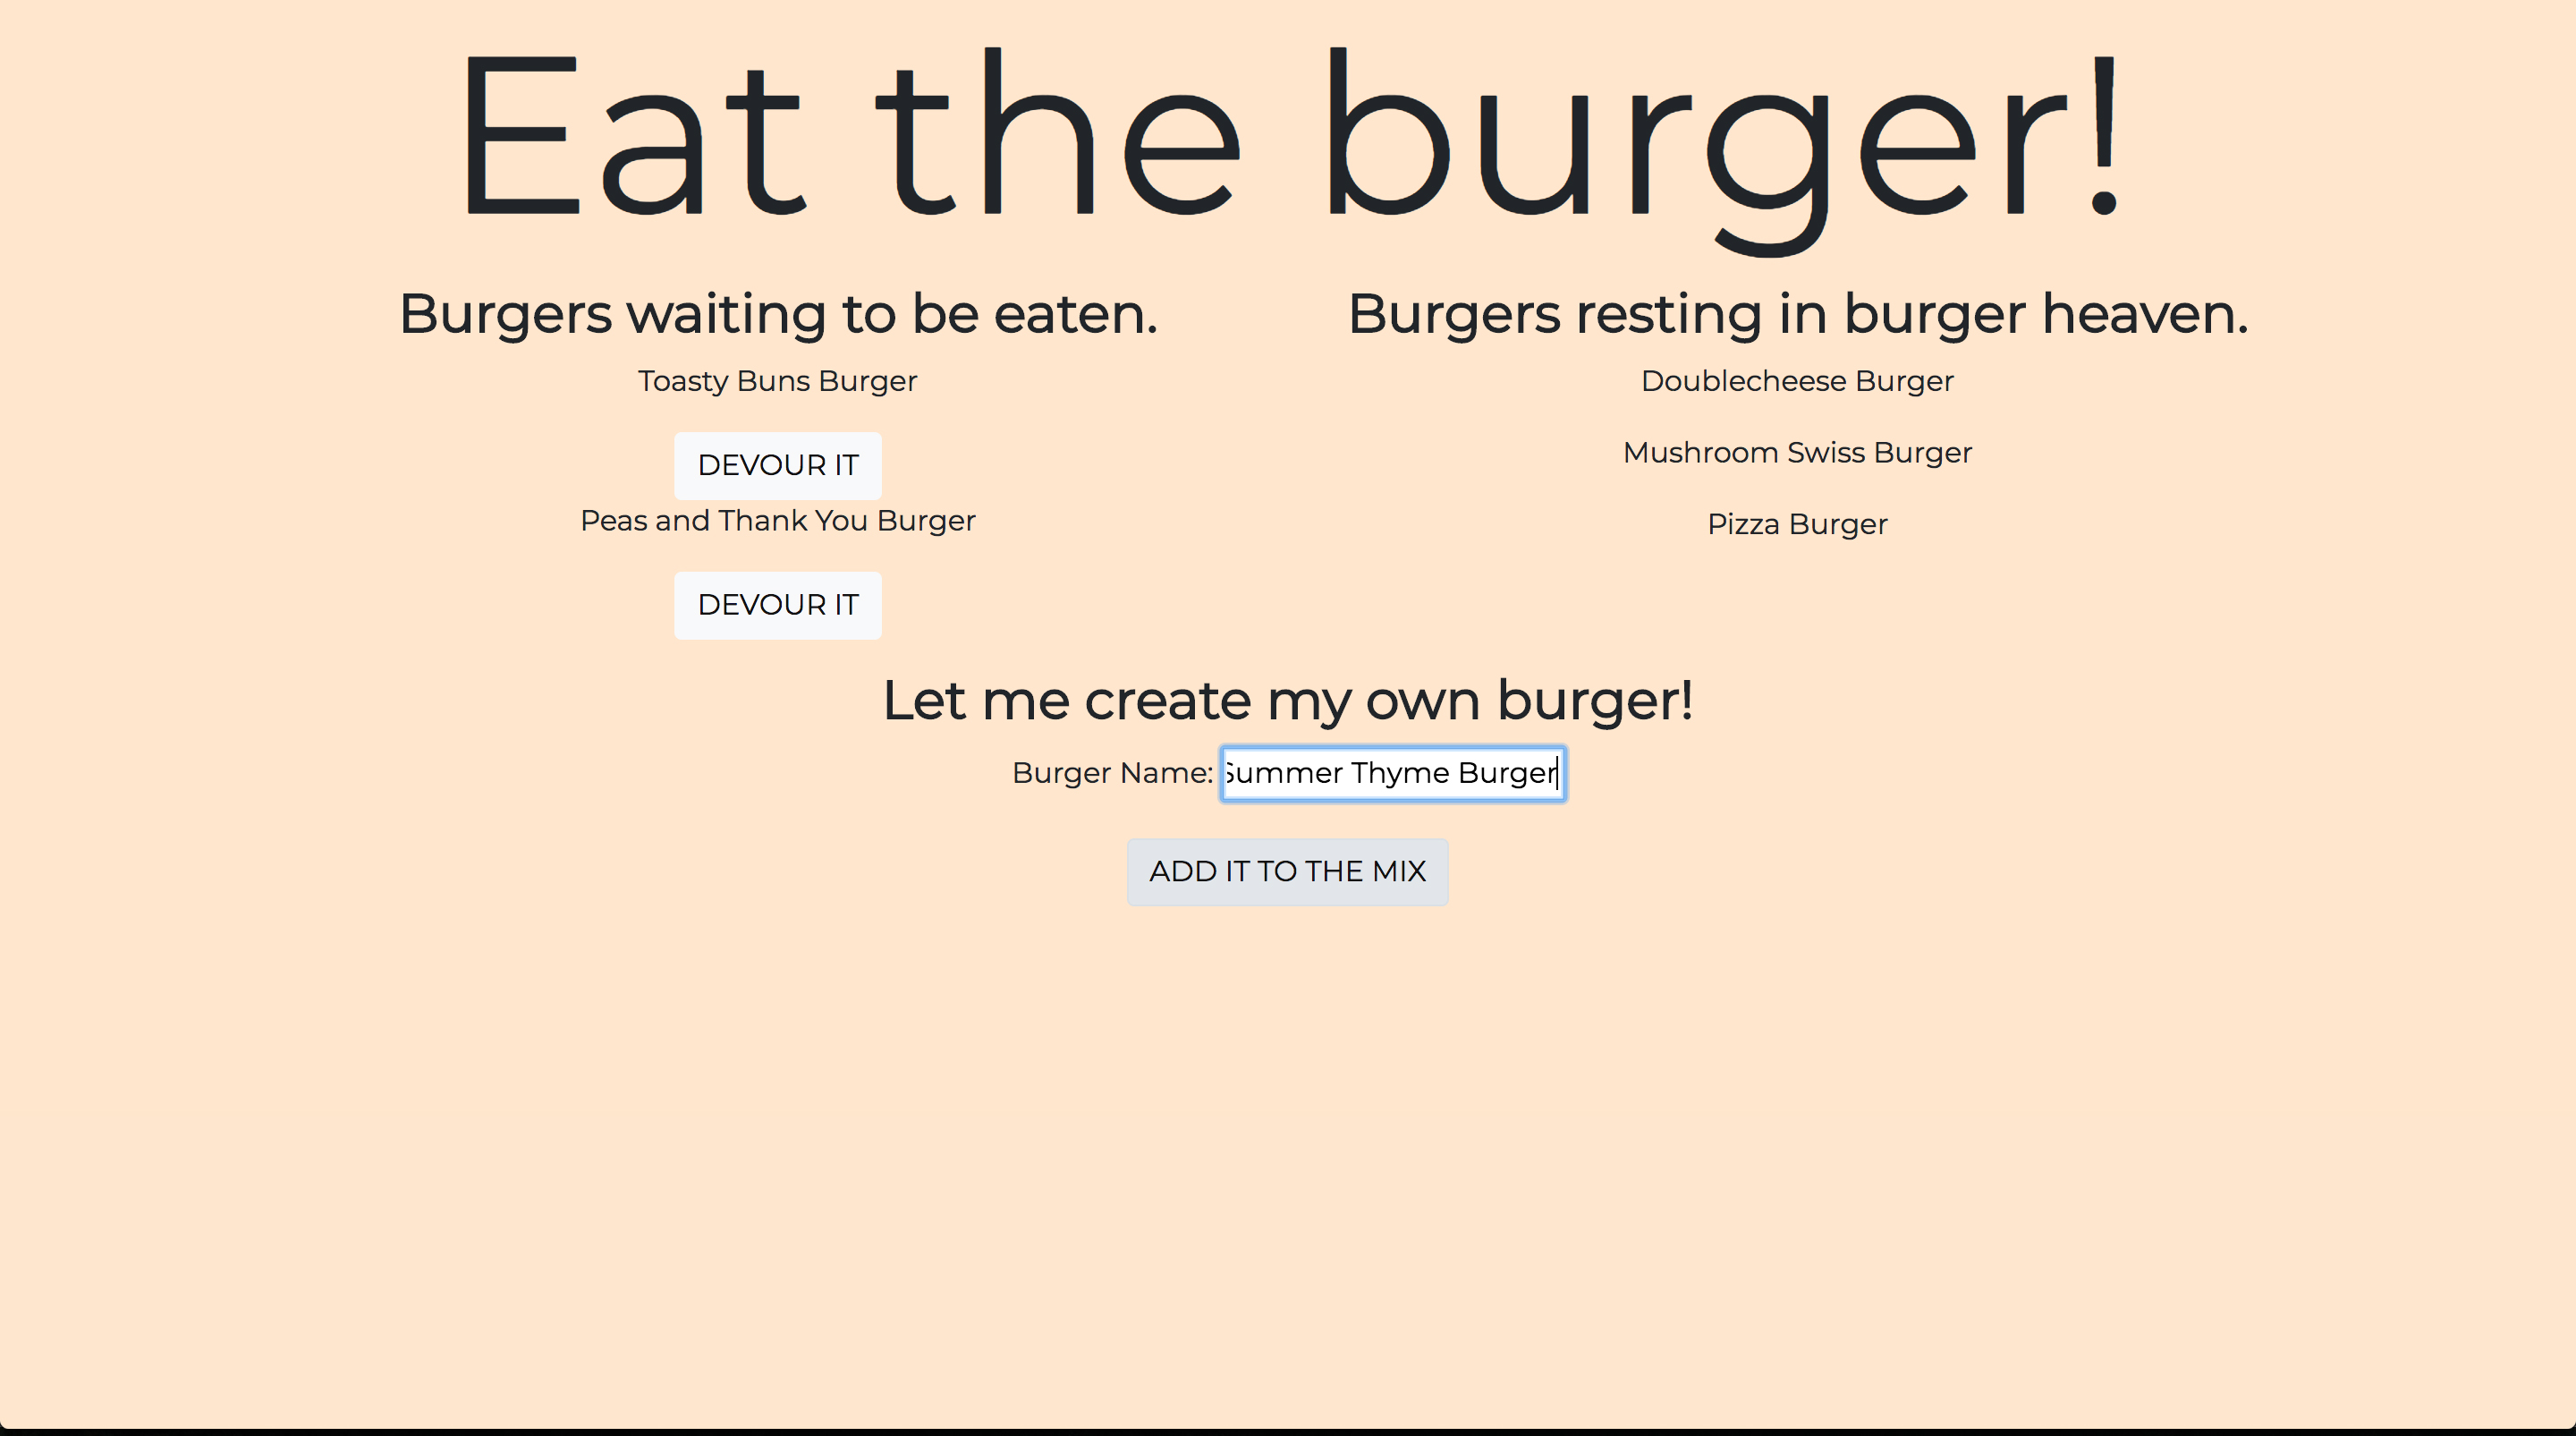 Eat the burger!
Burgers waiting to be eaten.
Toasty Buns Burger
DEVOUR IT
Peas and Thank You Burger
DEVOUR IT
Burgers resting in burger heaven.
Doublecheese Burger
Mushroom Swiss Burger
Pizza Burger
Let me create my own burger!
Burger Name: Summer Thyme Burger
ADD IT TO THE MIX